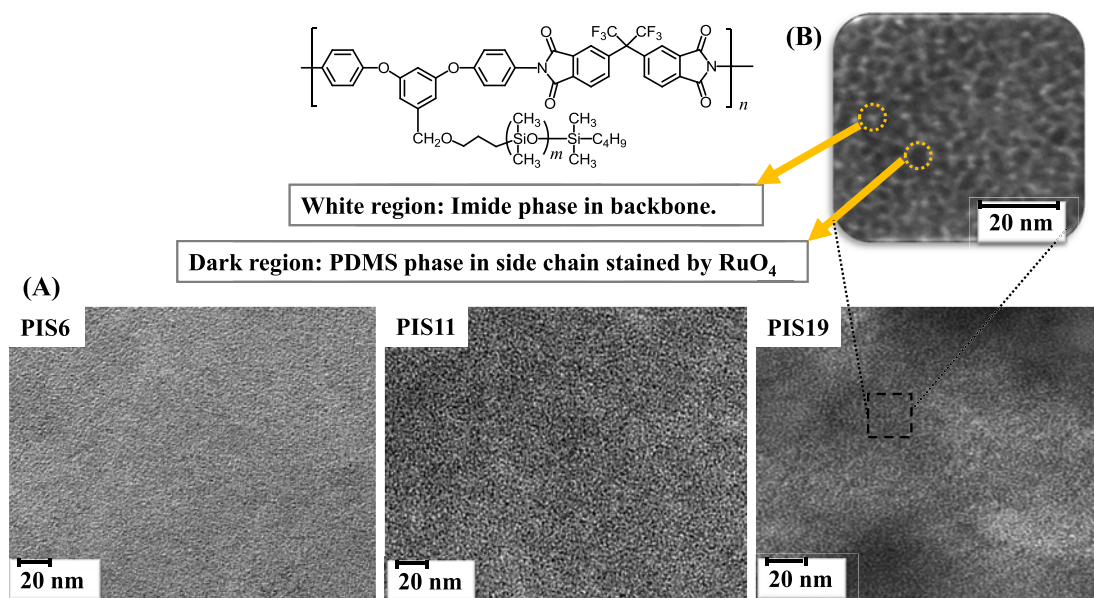 (B)
F₃C CF₃
O O
O O N N
O O
n
CH₃ CH₃
CH₂O Si O Si C₄H₉
CH₃ m CH₃
White region: Imide phase in backbone.
20 nm
Dark region: PDMS phase in side chain stained by RuO₄
(A)
PIS6 PIS11 PIS19
20 nm 20 nm 20 nm